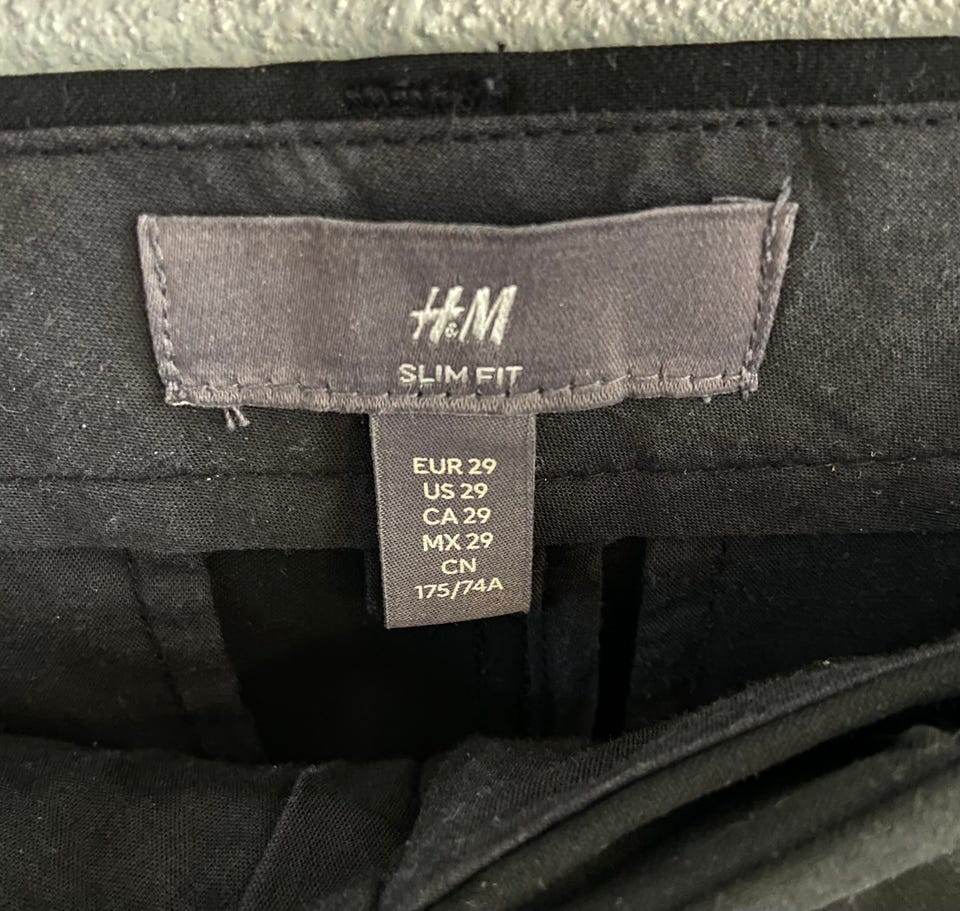 H&M
SLIM FIT
EUR 29
US 29
CA 29
MX 29
CN
175/74A